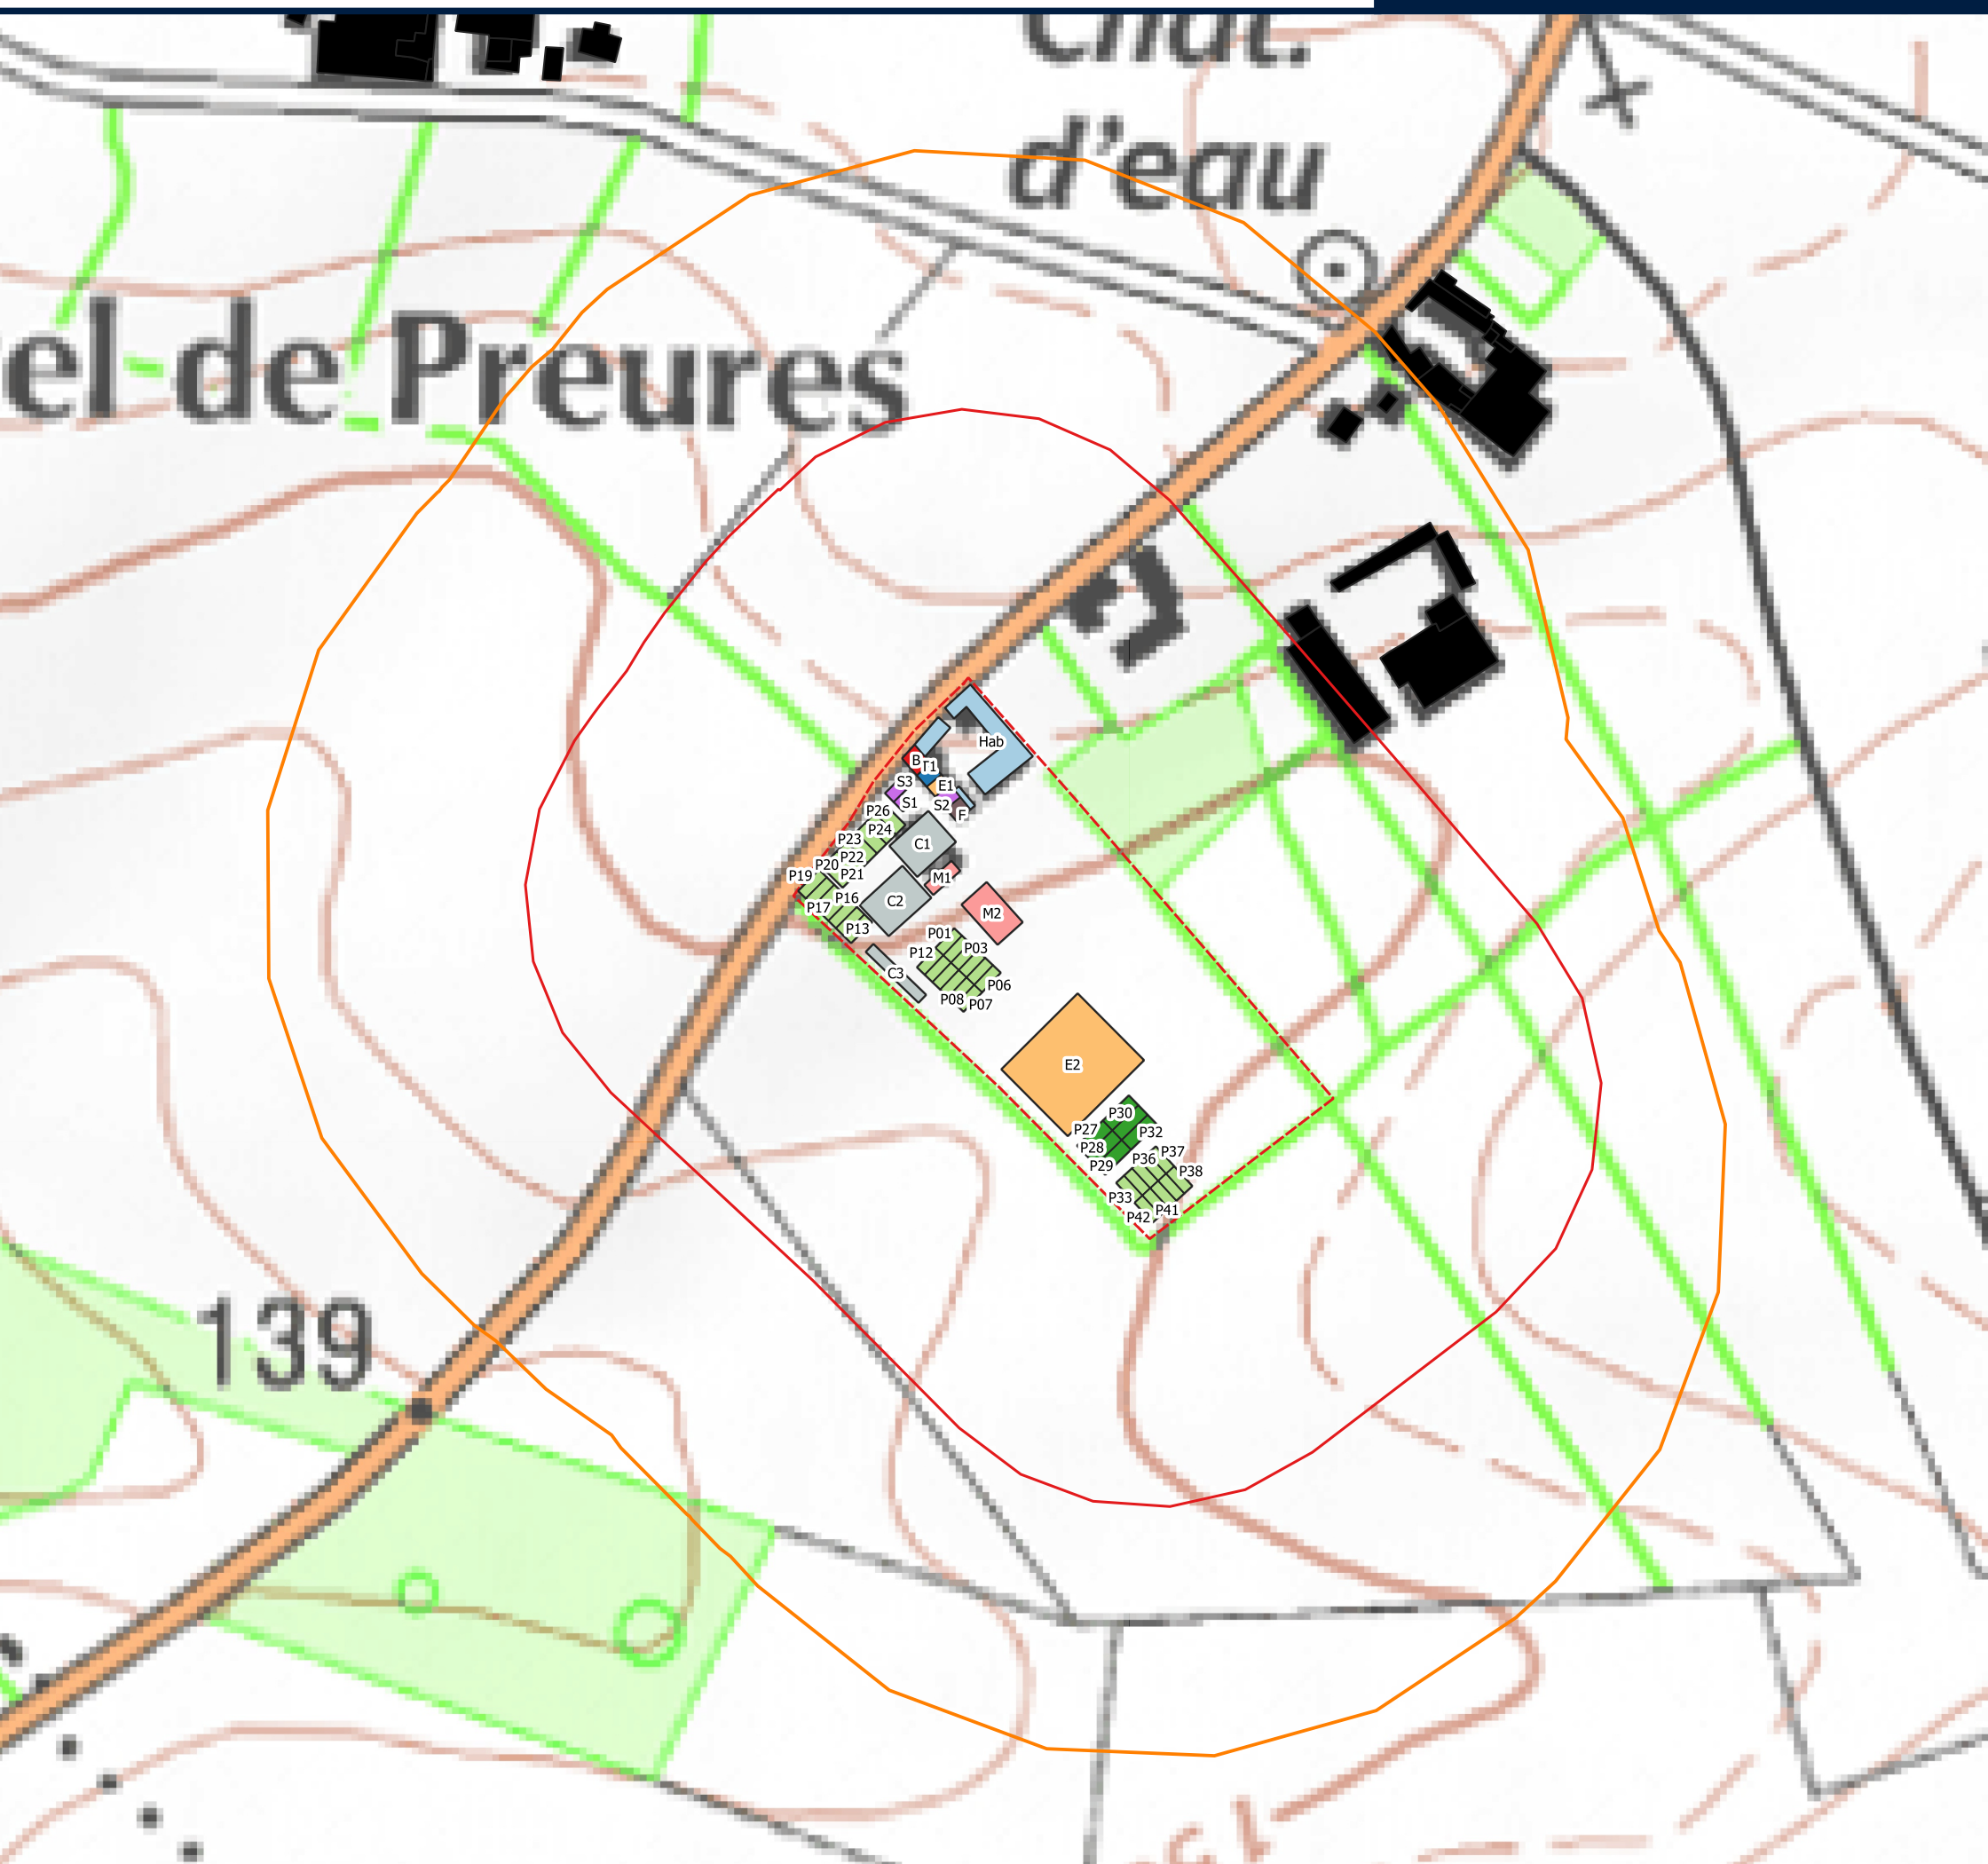 Chat.
d'eau
el de Preures
Hab
B T1
S3 E1
S1 S2
P26 F
P24
P23 C1
P22
P20
P19 P21 M1
P16 C2
P17 M2
P13 P01
P12 P03
C3 P06
P08 P07
E2
P30
P27 P32
P28 P37
P29 P36
P38
P33
P42 P41
139